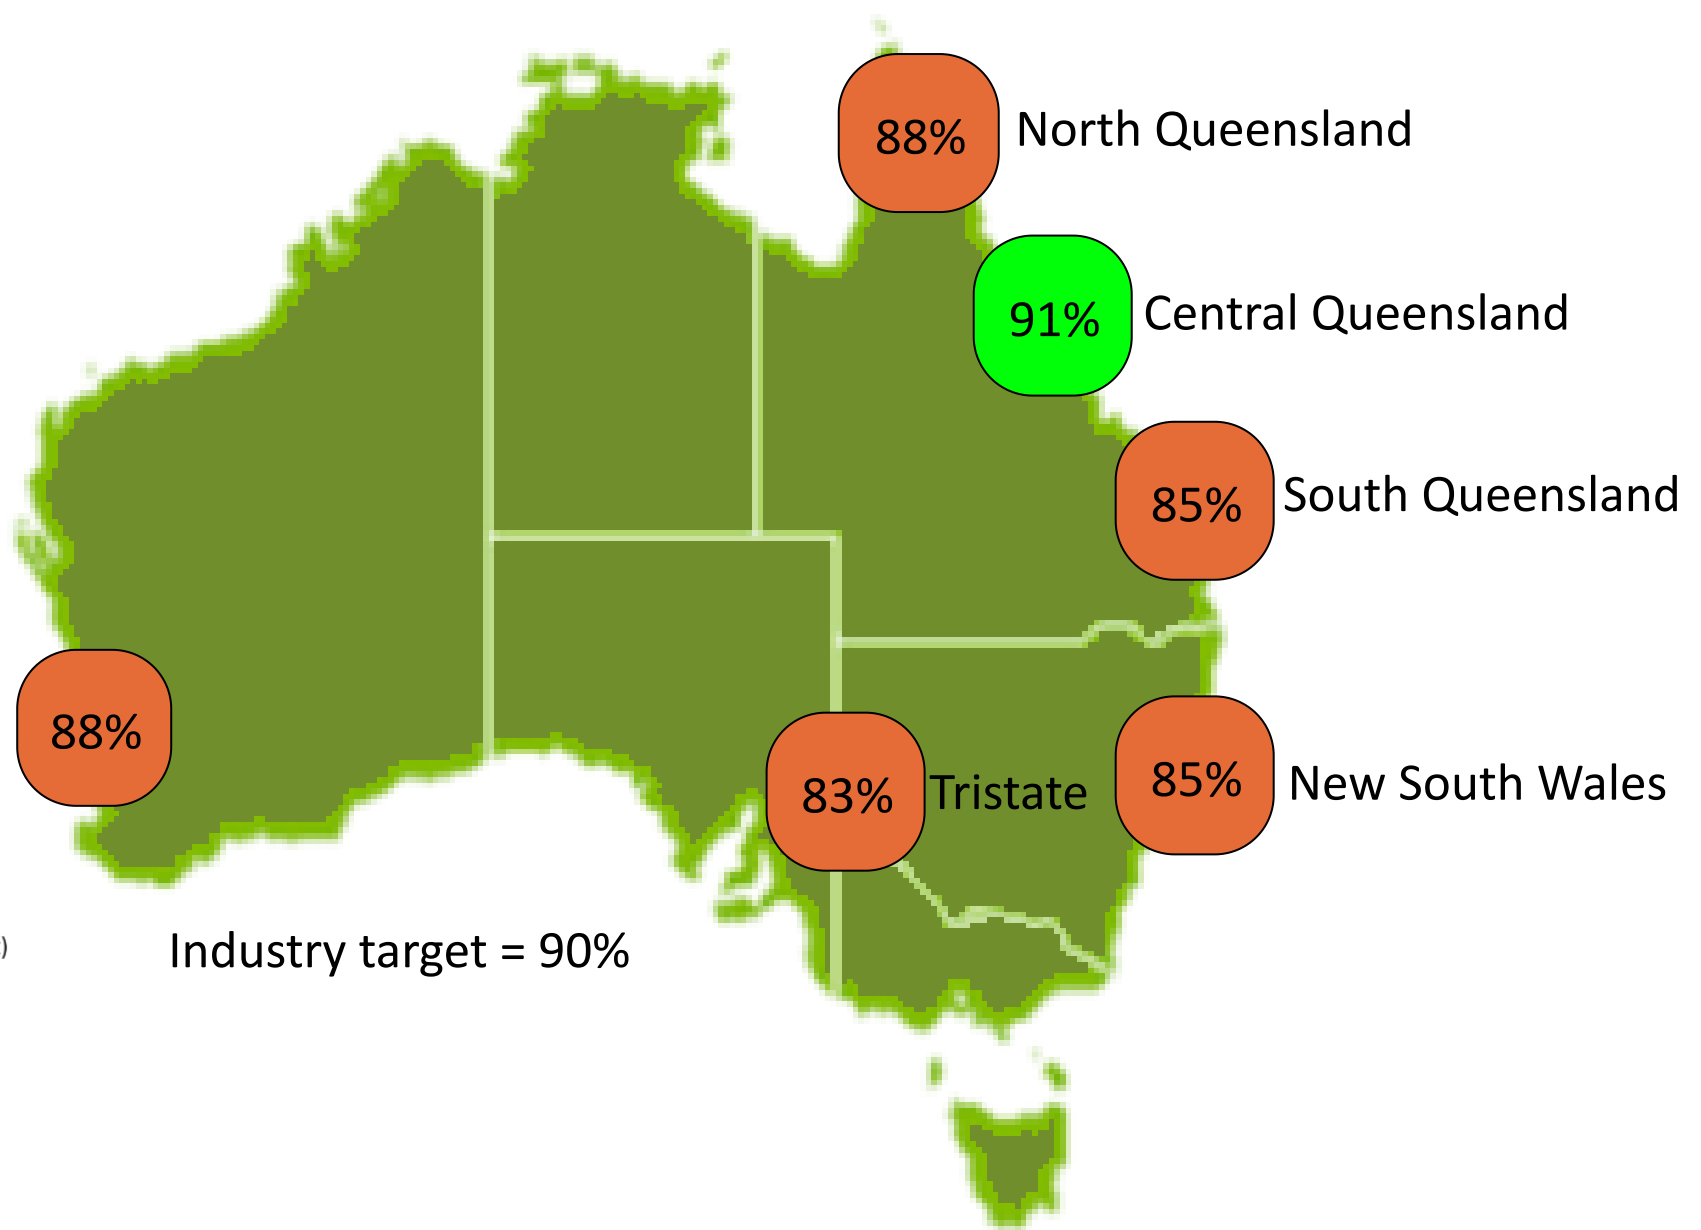 88% North Queensland
91% Central Queensland
85% South Queensland
88%
83% Tristate
85% New South Wales
Industry target = 90%
)